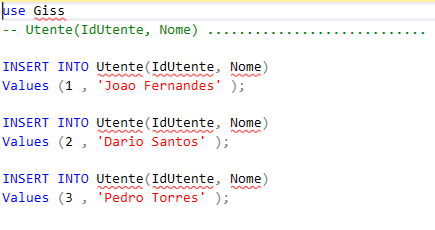 use Giss
-- Utente(IdUtente, Nome) ............................
INSERT INTO Utente(IdUtente, Nome)
Values (1 , 'Joao Fernandes' );
INSERT INTO Utente(IdUtente, Nome)
Values (2 , 'Dario Santos' );
INSERT INTO Utente(IdUtente, Nome)
Values (3 , 'Pedro Torres' );